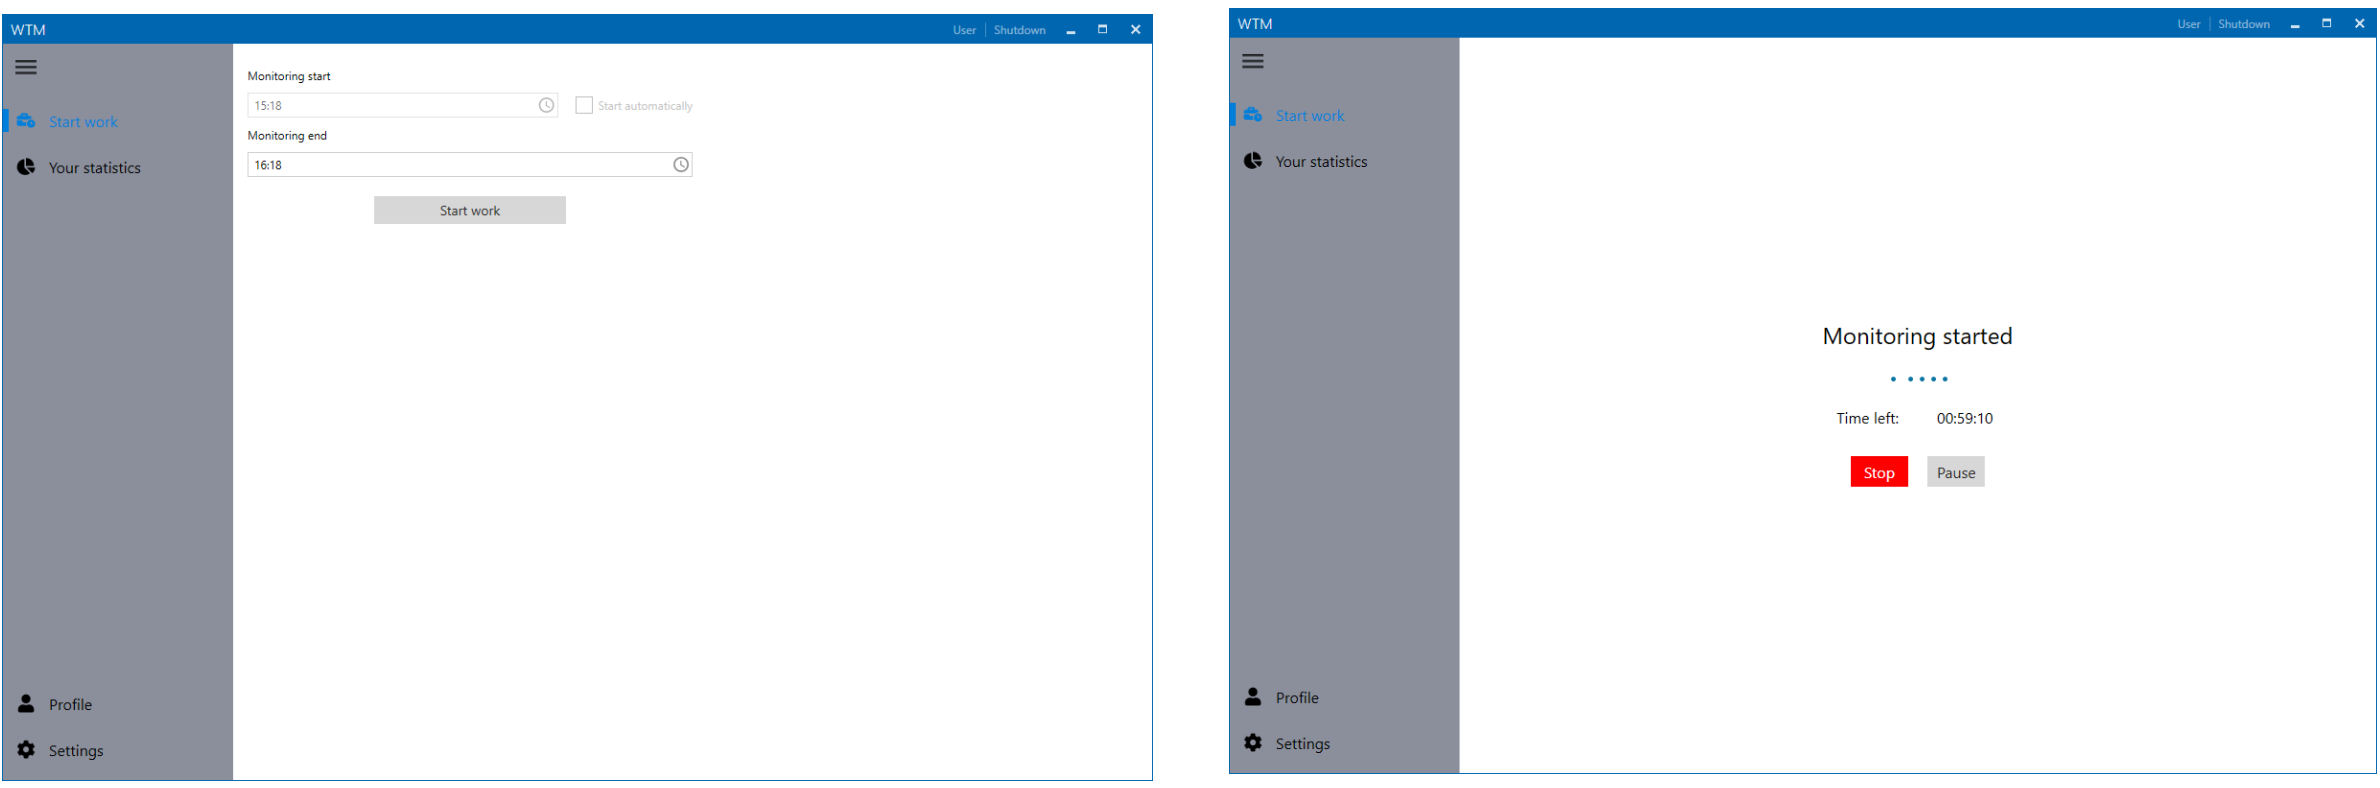 WTM
User
Shutdown
Start work
Your statistics
Profile
Settings
Monitoring start
15:18
Start automatically
Monitoring end
16:18
Start work
WTM
User
Shutdown
Start work
Your statistics
Profile
Settings
Monitoring started
Time left: 00:59:10
Stop
Pause